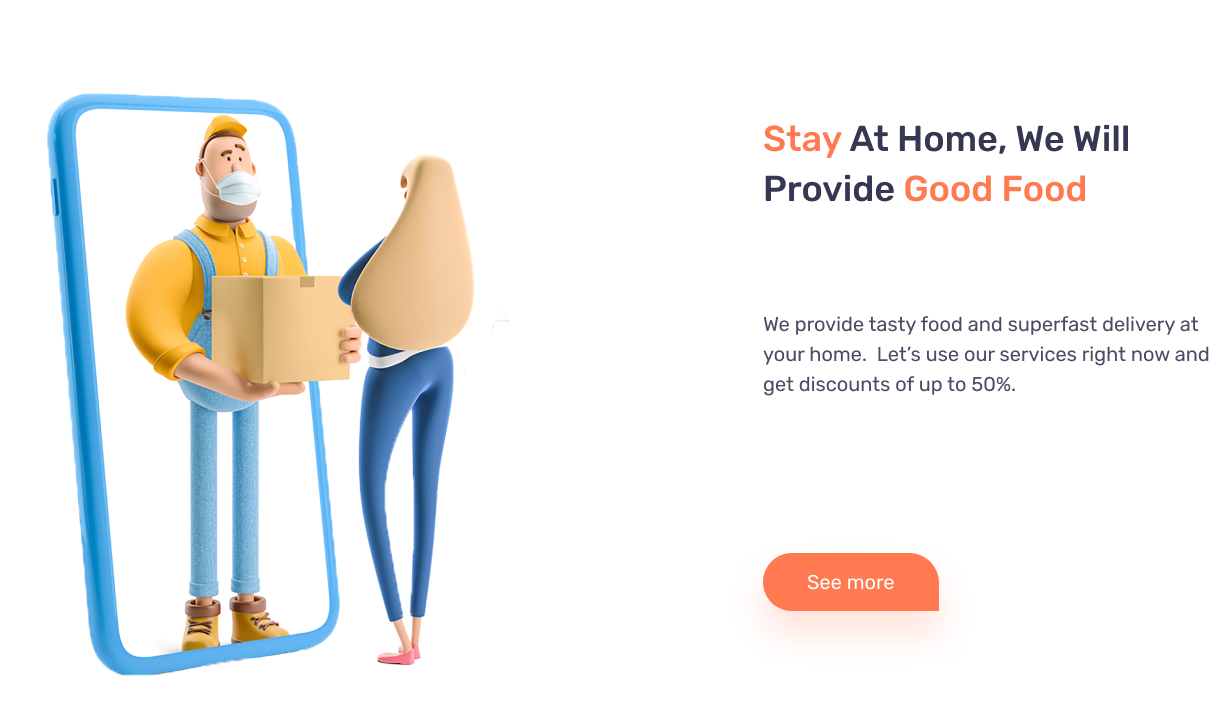 Stay At Home, We Will
Provide Good Food
We provide tasty food and superfast delivery at
your home.  Let’s use our services right now and
get discounts of up to 50%.
See more